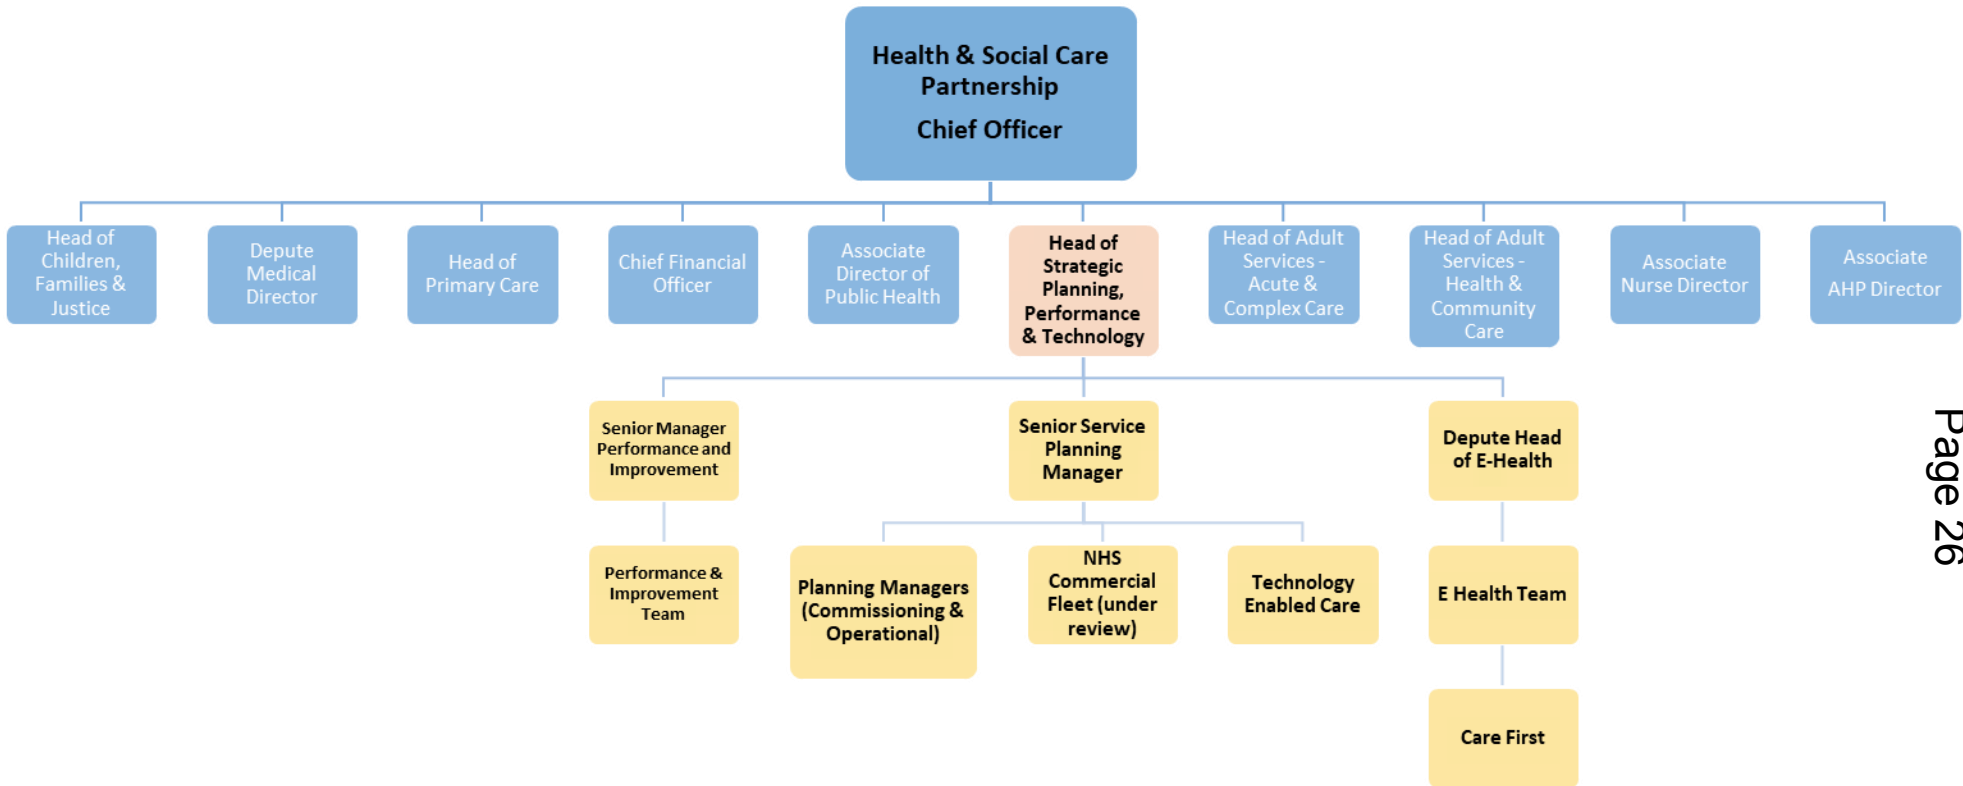 Health & Social Care
Partnership
Chief Officer
Head of
Children,
Families &
Justice
Depute
Medical
Director
Head of
Primary Care
Chief Financial
Officer
Associate
Director of
Public Health
Head of
Strategic
Planning,
Performance
& Technology
Head of Adult
Services -
Acute &
Complex Care
Head of Adult
Services -
Health &
Community
Care
Associate
Nurse Director
Associate
AHP Director
Senior Manager
Performance and
Improvement
Senior Service
Planning
Manager
Depute Head
of E-Health
Performance &
Improvement
Team
Planning Managers
(Commissioning &
Operational)
NHS
Commercial
Fleet (under
review)
Technology
Enabled Care
E Health Team
Care First
Page 26